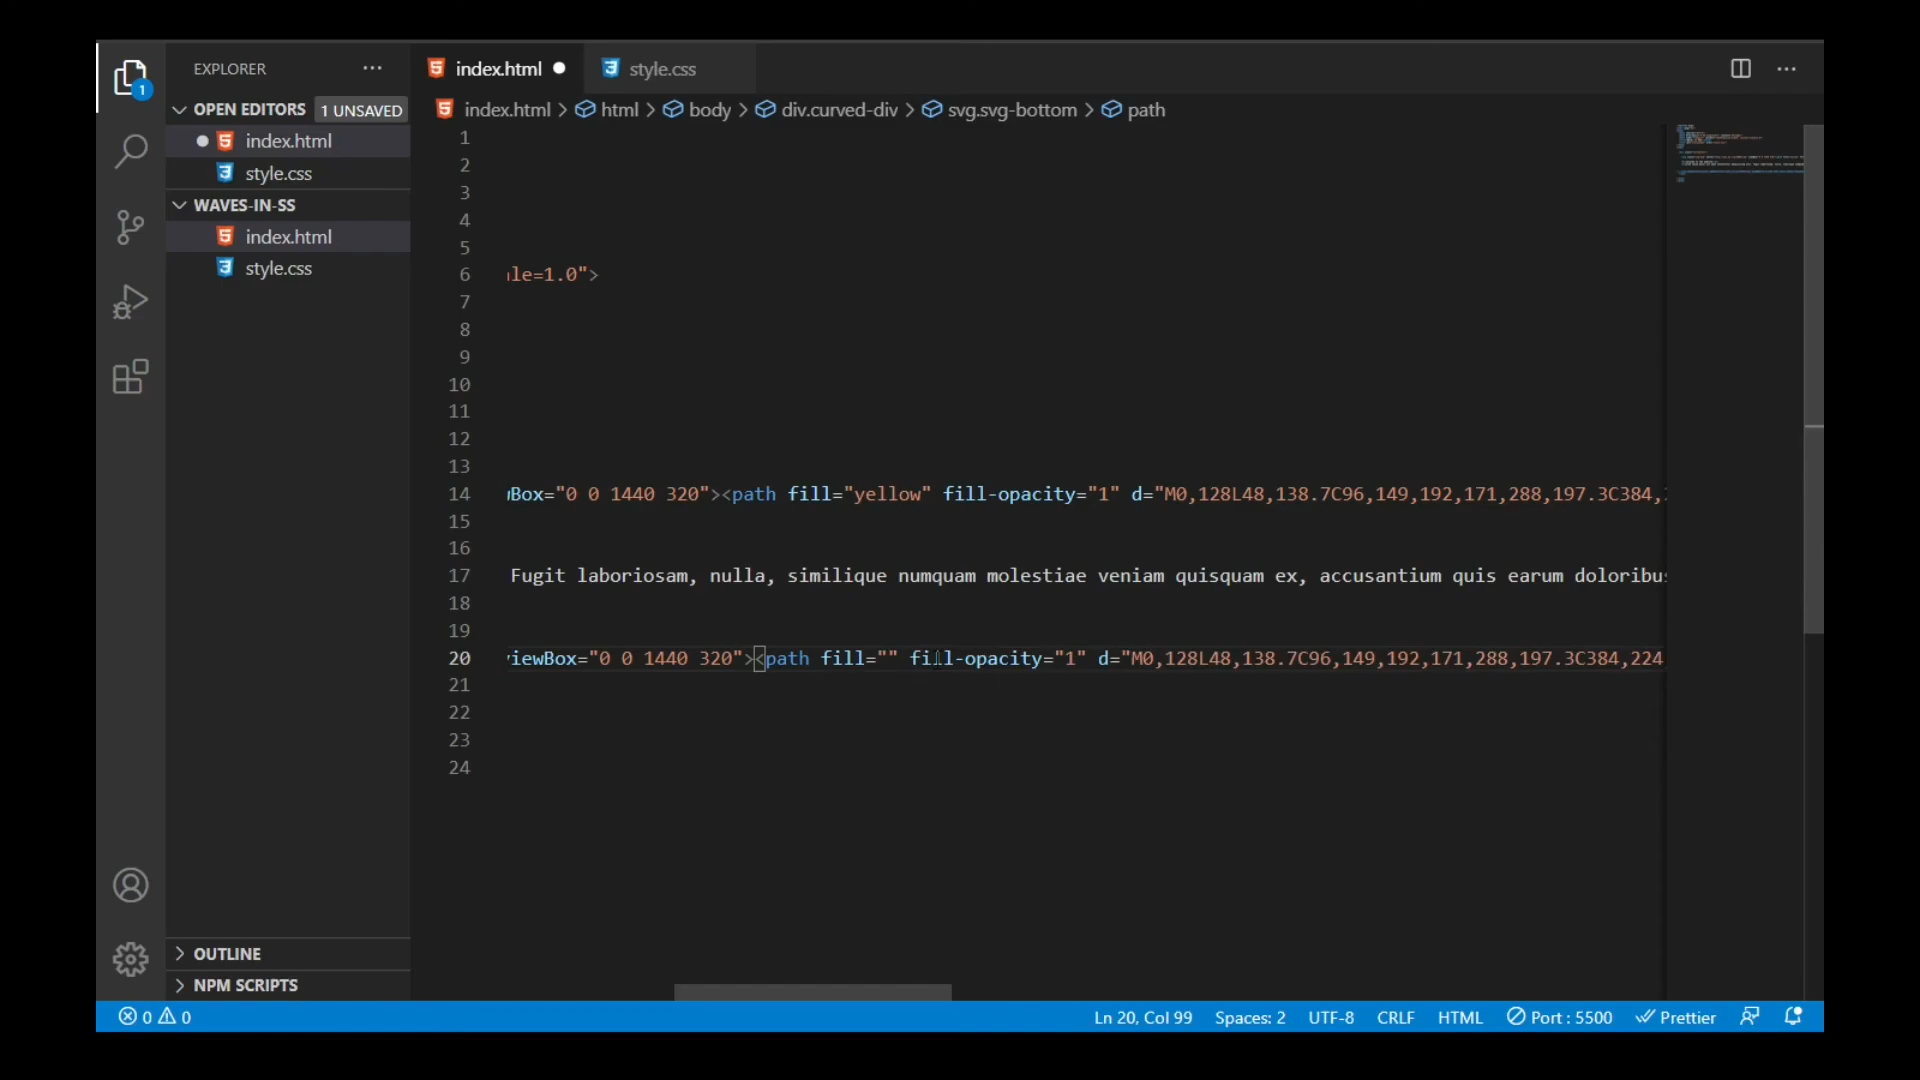 EXPLORER
OPEN EDITORS 1 UNSAVED
index.html
style.css
WAVES-IN-SS
index.html
style.css
OUTLINE
NPM SCRIPTS
index.html
style.css
index.html > html > body > div.curved-div > svg.svg-bottom > path
1
2
3
4
5
6 ale=1.0">
7
8
9
10
11
12
13
14 wBox="0 0 1440 320"><path fill="yellow" fill-opacity="1" d="M0,128L48,138.7C96,149,192,171,288,197.3C384,
15
16
17 Fugit laboriosam, nulla, similique numquam molestiae veniam quisquam ex, accusantium quis earum doloribus
18
19
20 viewBox="0 0 1440 320"><path fill="" fill-opacity="1" d="M0,128L48,138.7C96,149,192,171,288,197.3C384,224
21
22
23
24
1
0 0
Ln 20, Col 99 Spaces: 2 UTF-8 CRLF HTML Port : 5500 Prettier